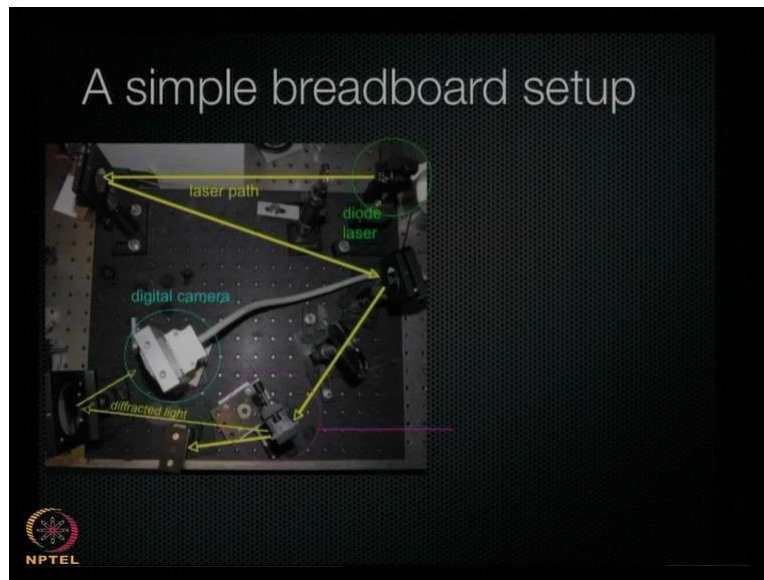 A simple breadboard setup
laser path
diode
laser
digital camera
diffracted light
NPTEL